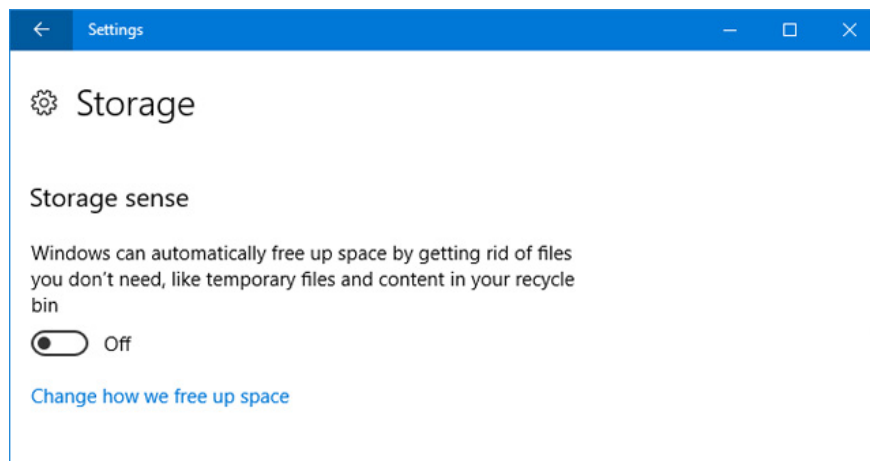 Settings
Storage
Storage sense
Windows can automatically free up space by getting rid of files
you don't need, like temporary files and content in your recycle
bin
Off
Change how we free up space